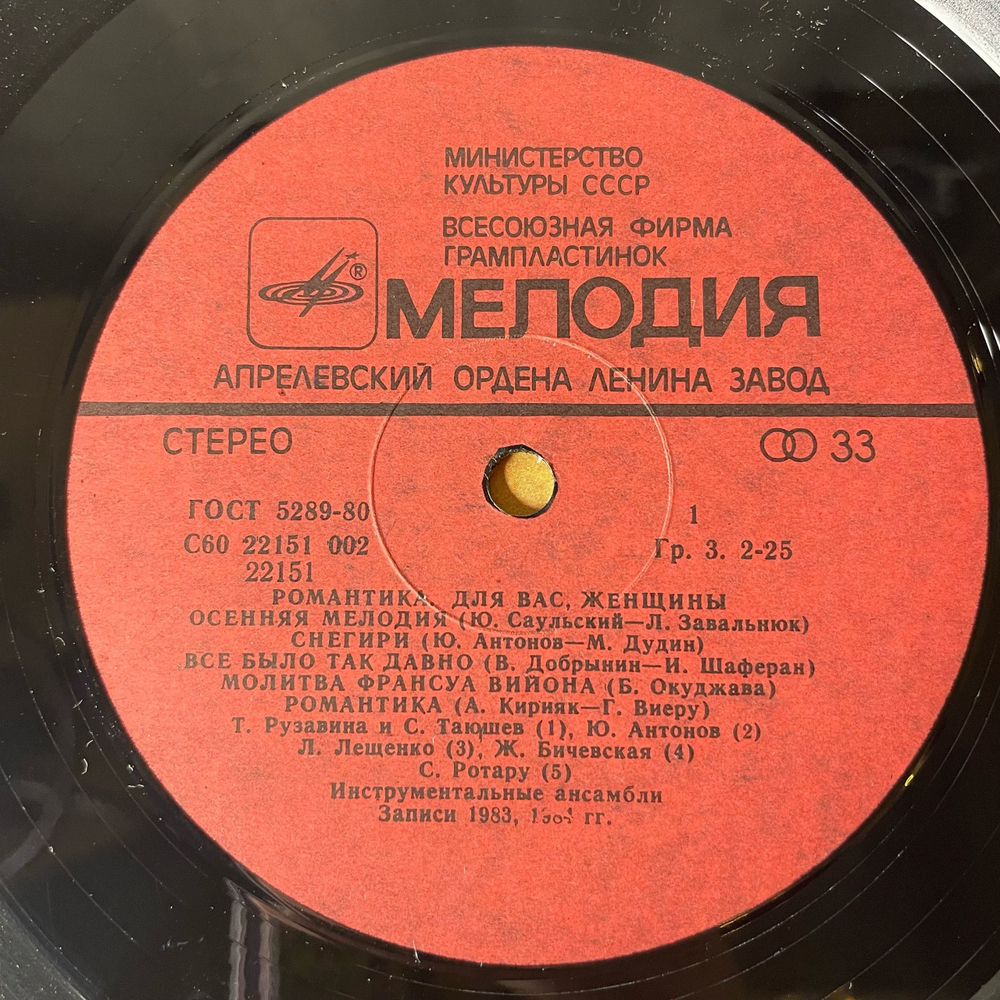 МИНИСТЕРСТВО
КУЛЬТУРЫ СССР
ВСЕСОЮЗНАЯ ФИРМА
ГРАМПЛАСТИНОК
®
МЕЛОДИЯ
АПРЕЛЕВСКИЙ ОРДЕНА ЛЕНИНА ЗАВОД
СТЕРЕО 33
ГОСТ 5289-80 1
С60 22151 002 Гр. 3. 2-25
22151
РОМАНТИКА. ДЛЯ ВАС, ЖЕНЩИНЫ
ОСЕННЯЯ МЕЛОДИЯ (Ю. Саульский—Л. Завальнюк)
СНЕГИРИ (Ю. Антонов—М. Дудин)
ВСЕ БЫЛО ТАК ДАВНО (В. Добрынин—И. Шаферан)
МОЛИТВА ФРАНСУА ВИЙОНА (Б. Окуджава)
РОМАНТИКА (А. Кирияк—Г. Виеру)
Т. Рузавина и С. Таюшев (1), Ю. Антонов (2)
Л. Лещенко (3), Ж. Бичевская (4)
С. Ротару (5)
Инструментальные ансамбли
Записи 1983, гг.